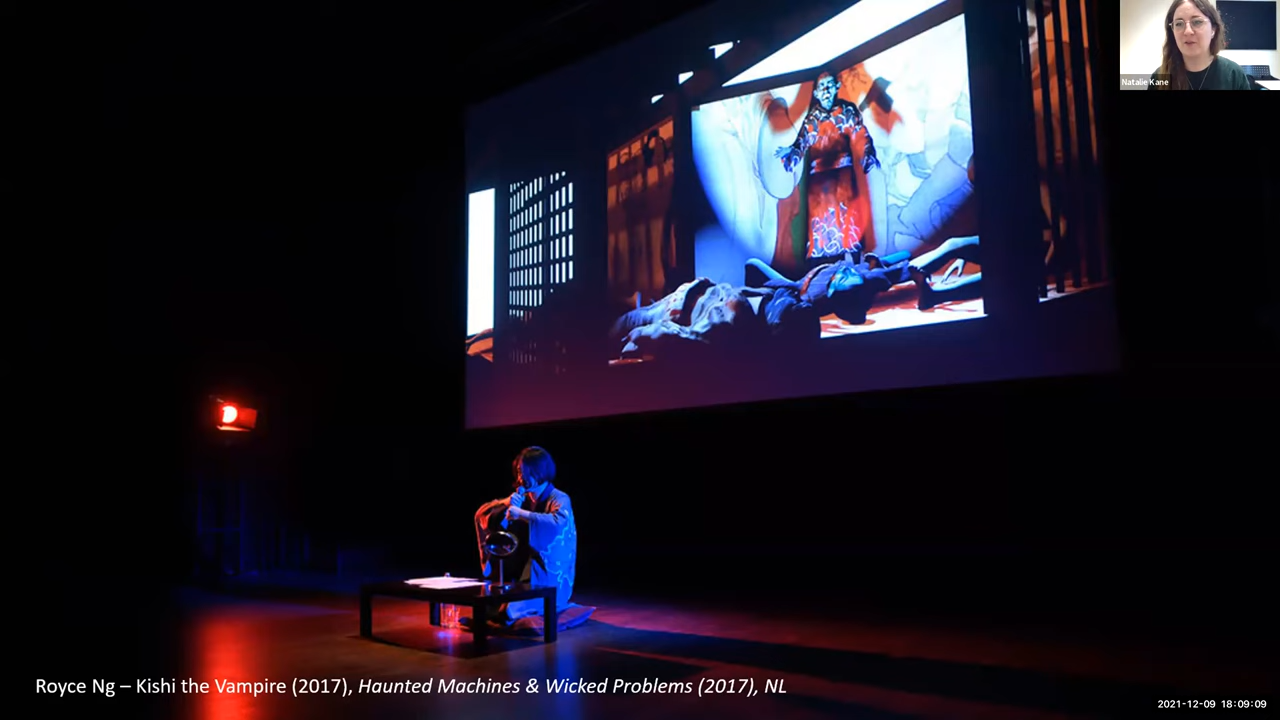 Natalie Kane
Royce Ng – Kishi the Vampire (2017), Haunted Machines & Wicked Problems (2017), NL
2021-12-09 18:09:09